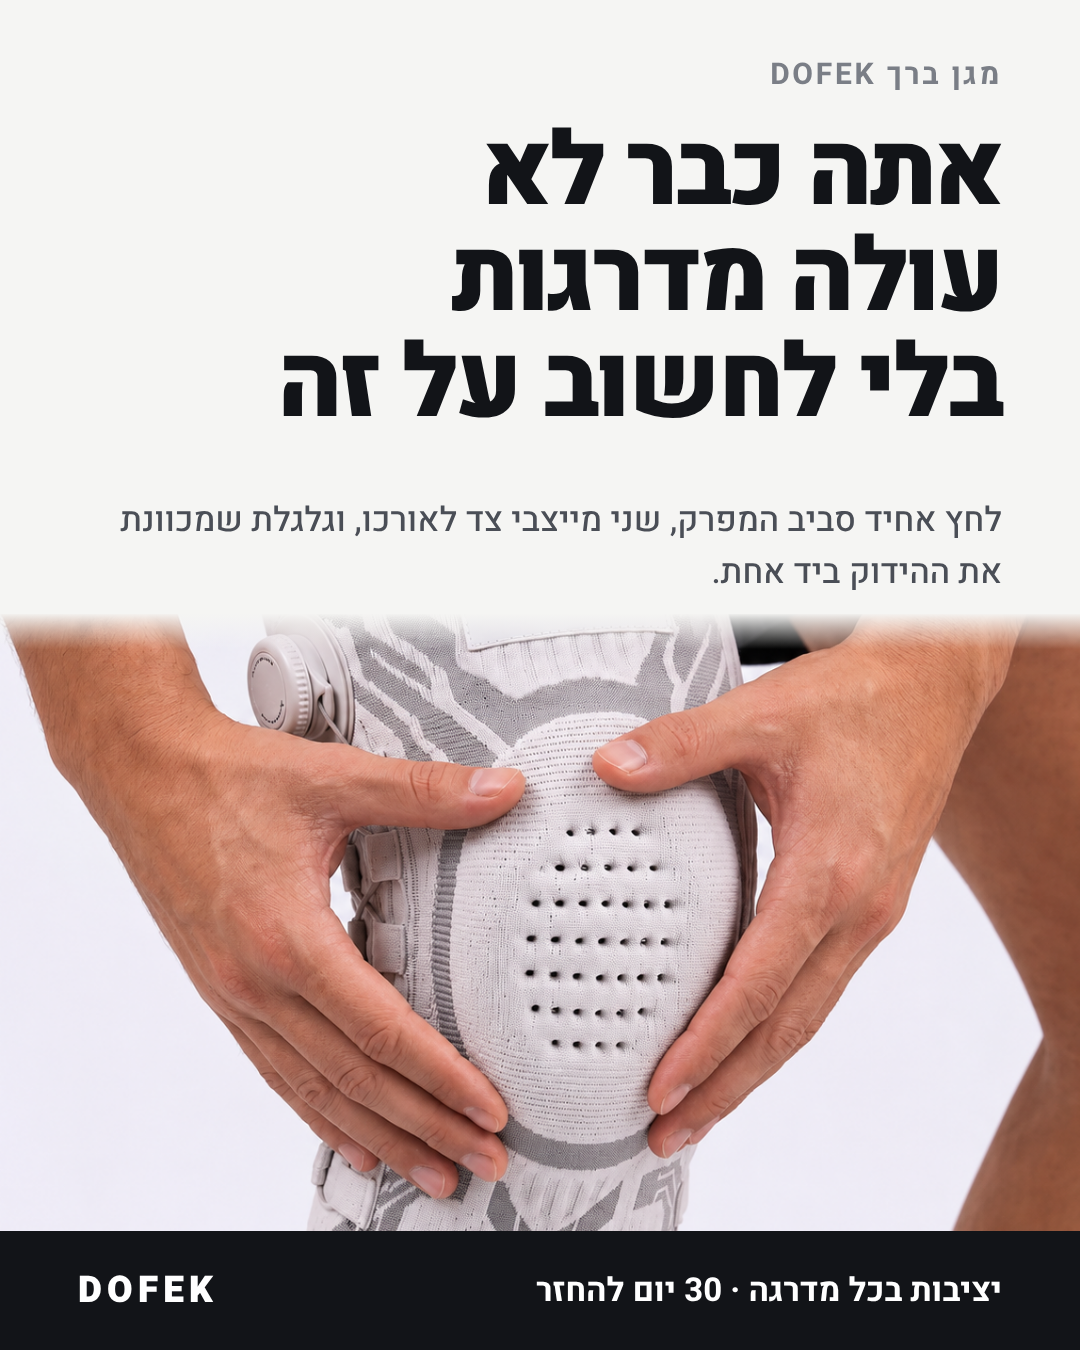 מגן ברך DOFEK
אתה כבר לא
עולה מדרגות
בלי לחשוב על זה
לחץ אחיד סביב המפרק, שני מייצבי צד לאורכו, וגלגלת שמכוונת
את ההידוק ביד אחת.
יציבות בכל מדרגה · 30 יום להחזר
DOFEK